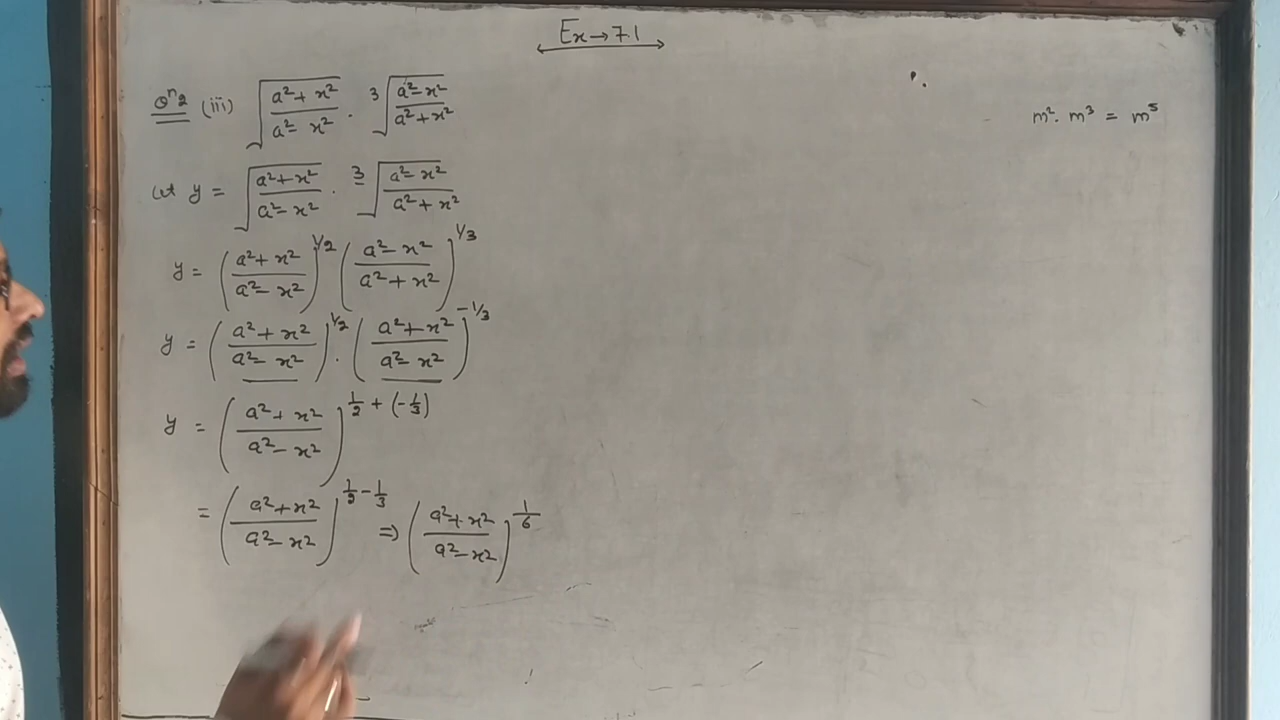 Ex → 7.1
Qⁿ2 (iii) √((a² + x²)/(a² - x²)) . ³√((a² - x²)/(a² + x²))
m² . m³ = m⁵
Let y = √((a² + x²)/(a² - x²)) . ³√((a² - x²)/(a² + x²))
y = ((a² + x²)/(a² - x²))^1/2 ((a² - x²)/(a² + x²))^1/3
y = ((a² + x²)/(a² - x²))^1/2 . ((a² + x²)/(a² - x²))^-1/3
y = ((a² + x²)/(a² - x²))^1/2 + (-1/3)
= ((a² + x²)/(a² - x²))^1/2 - 1/3 ⇒ ((a² + x²)/(a² - x²))^1/6